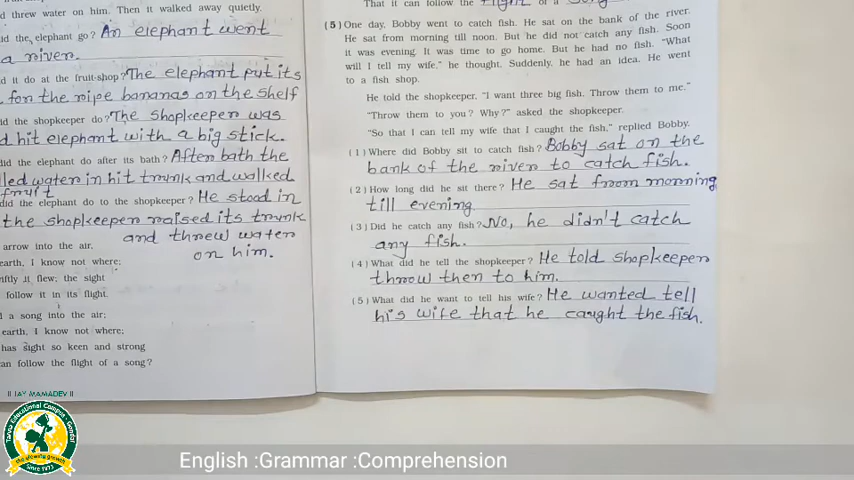 d threw water on him. Then it walked away quietly.
did the elephant go? An elephant went
a river.
d it do at the fruit-shop? The elephant put its
for the ripe bananas on the shelf
did the shopkeeper do? The shopkeeper was
d hit elephant with a big stick.
did the elephant do after its bath? After bath the
lled water in hit trunk and walked
fruit
did the elephant do to the shopkeeper? He stood in
the shopkeeper raised its trunk
and threw water
on him.
arrow into the air,
earth, I know not where;
iftly it flew; the sight
follow it in its flight.
d a song into the air;
earth, I know not where;
has sight so keen and strong
an follow the flight of a song?
That it can follow the flight of a song
(5) One day, Bobby went to catch fish. He sat on the bank of the river.
He sat from morning till noon. But he did not catch any fish. Soon
it was evening. It was time to go home. But he had no fish. "What
will I tell my wife," he thought. Suddenly, he had an idea. He went
to a fish shop.
He told the shopkeeper, "I want three big fish. Throw them to me."
"Throw them to you? Why?" asked the shopkeeper.
"So that I can tell my wife that I caught the fish," replied Bobby.
(1) Where did Bobby sit to catch fish? Bobby sat on the
bank of the river to catch fish.
(2) How long did he sit there? He sat from morning
till evening
(3) Did he catch any fish? No, he didn't catch
any fish.
(4) What did he tell the shopkeeper? He told shopkeeper
throw then to him.
(5) What did he want to tell his wife? He wanted tell
his wife that he caught the fish.
|| JAY MAMADEV ||
Since 1973
English :Grammar :Comprehension